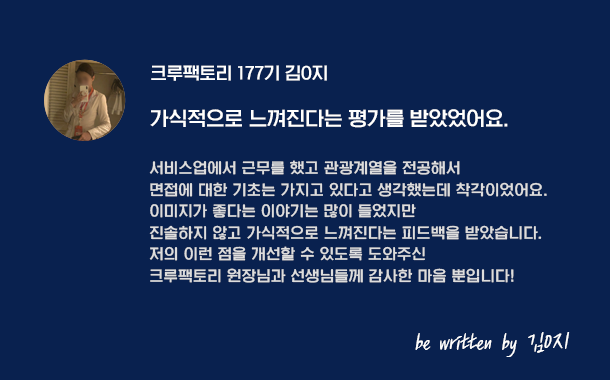 크루팩토리 177기 김0지
가식적으로 느껴진다는 평가를 받았었어요.
서비스업에서 근무를 했고 관광계열을 전공해서
면접에 대한 기초는 가지고 있다고 생각했는데 착각이었어요.
이미지가 좋다는 이야기는 많이 들었지만
진솔하지 않고 가식적으로 느껴진다는 피드백을 받았습니다.
저의 이런 점을 개선할 수 있도록 도와주신
크루팩토리 원장님과 선생님들께 감사한 마음 뿐입니다!
be written by 김0지